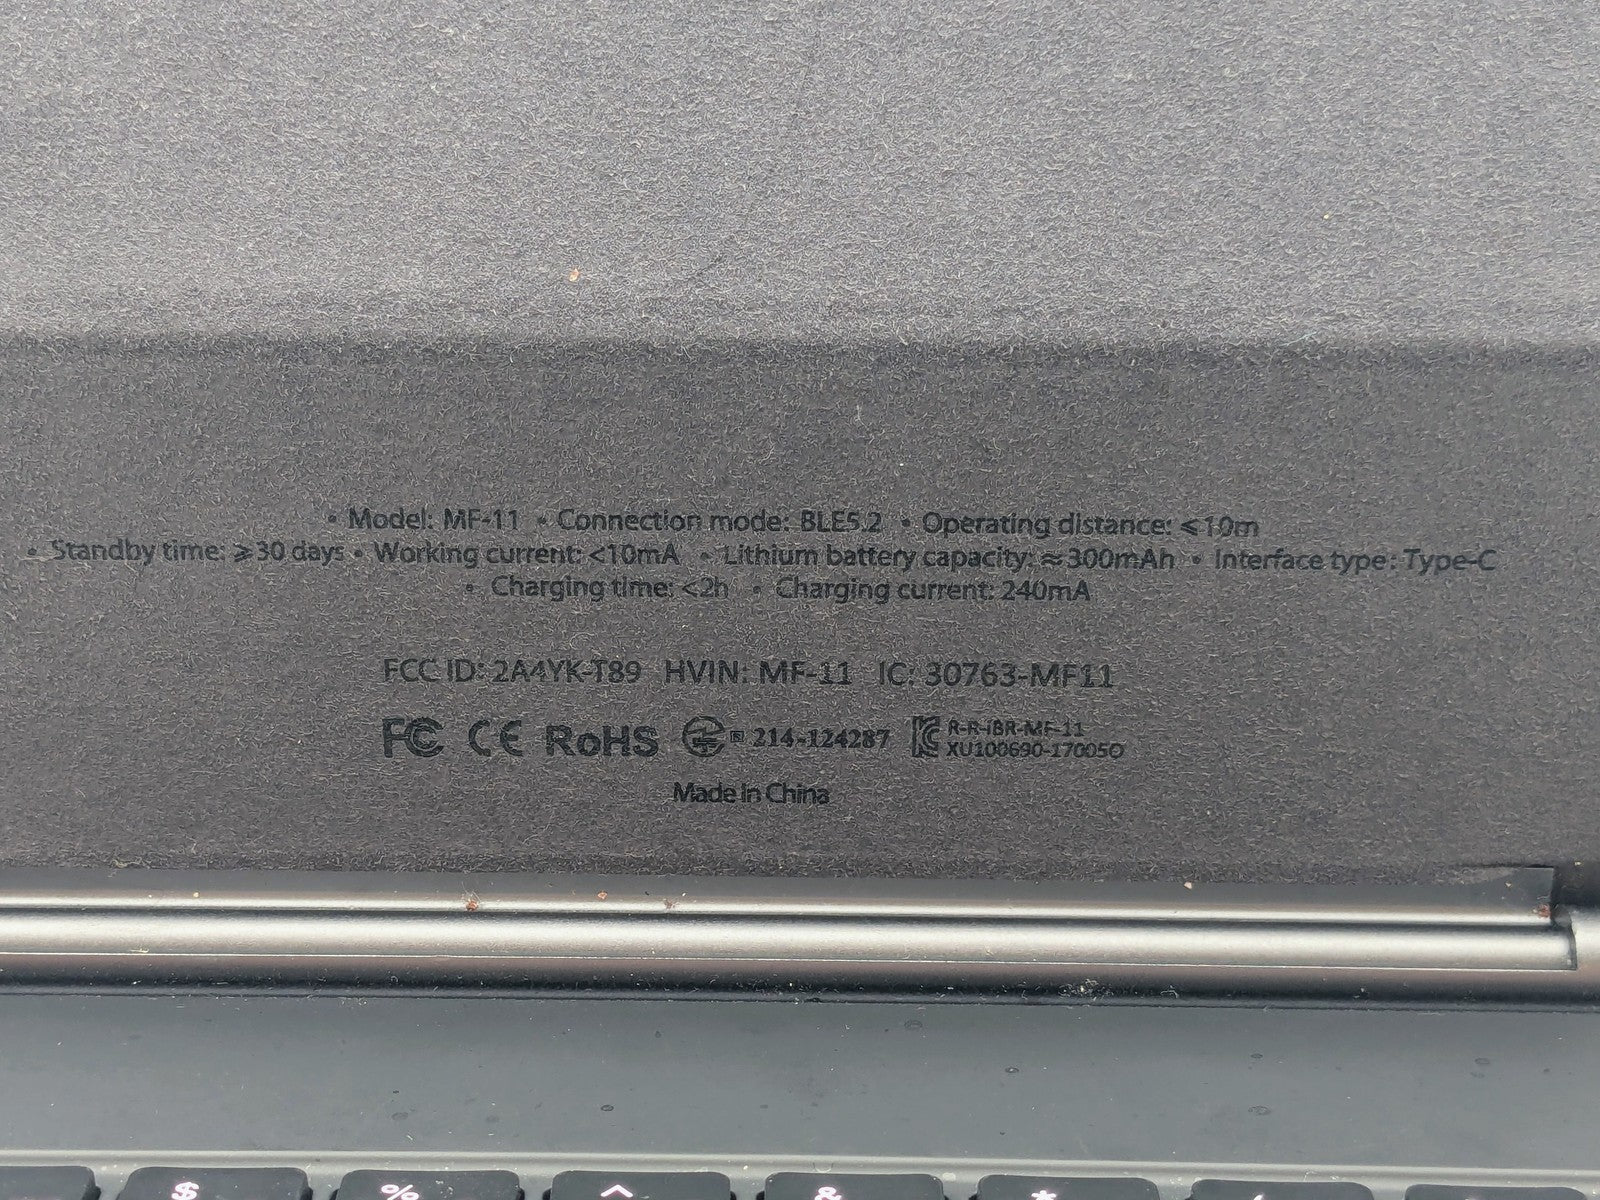 • Model: MF-11 • Connection mode: BLE5.2 • Operating distance: ⩽10m
• Standby time: ⩾30 days • Working current: <10mA • Lithium battery capacity: ≈300mAh • Interface type: Type-C
• Charging time: <2h • Charging current: 240mA
FCC ID: 2A4YK-T89 HVIN: MF-11 IC: 30763-MF11
FC CE RoHS R 214-124287 R-R-iBR-MF-11
XU100690-17005O
Made in China
$ % ^ & * (